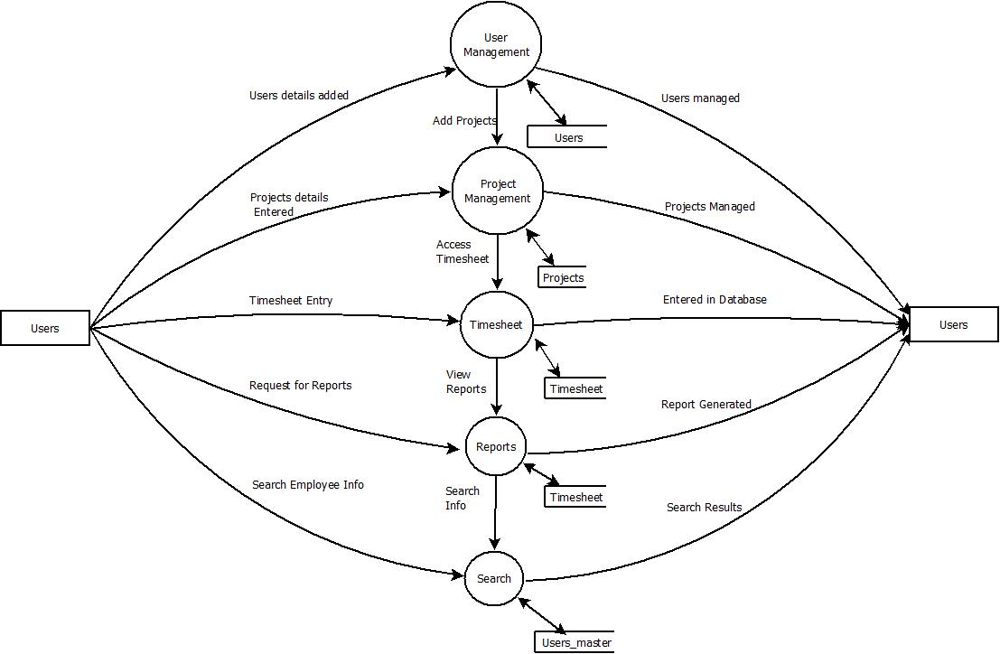 User
Management
Users details added
Users managed
Add Projects
Users
Project
Management
Projects details
Entered
Projects Managed
Access
Timesheet
Projects
Timesheet Entry
Entered in Database
Users
Timesheet
Users
View
Reports
Timesheet
Request for Reports
Report Generated
Reports
Search
Info
Timesheet
Search Employee Info
Search Results
Search
Users_master